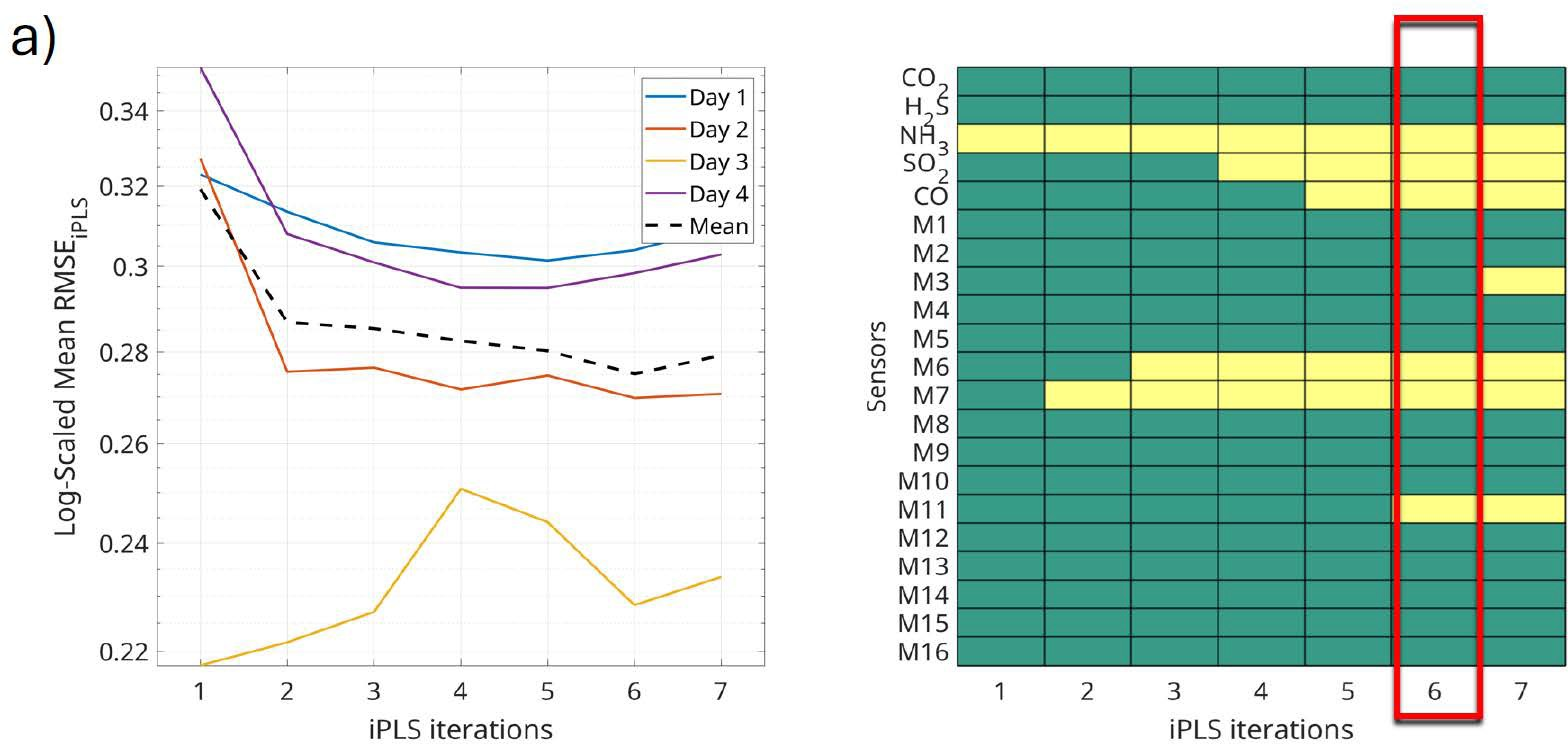 a)
Log-Scaled Mean RMSE_iPLS
0.34
0.32
0.3
0.28
0.26
0.24
0.22
1 2 3 4 5 6 7
iPLS iterations
Day 1
Day 2
Day 3
Day 4
Mean
Sensors
CO₂
H₂S
NH₃
SO₂
CO
M1
M2
M3
M4
M5
M6
M7
M8
M9
M10
M11
M12
M13
M14
M15
M16
1 2 3 4 5 6 7
iPLS iterations